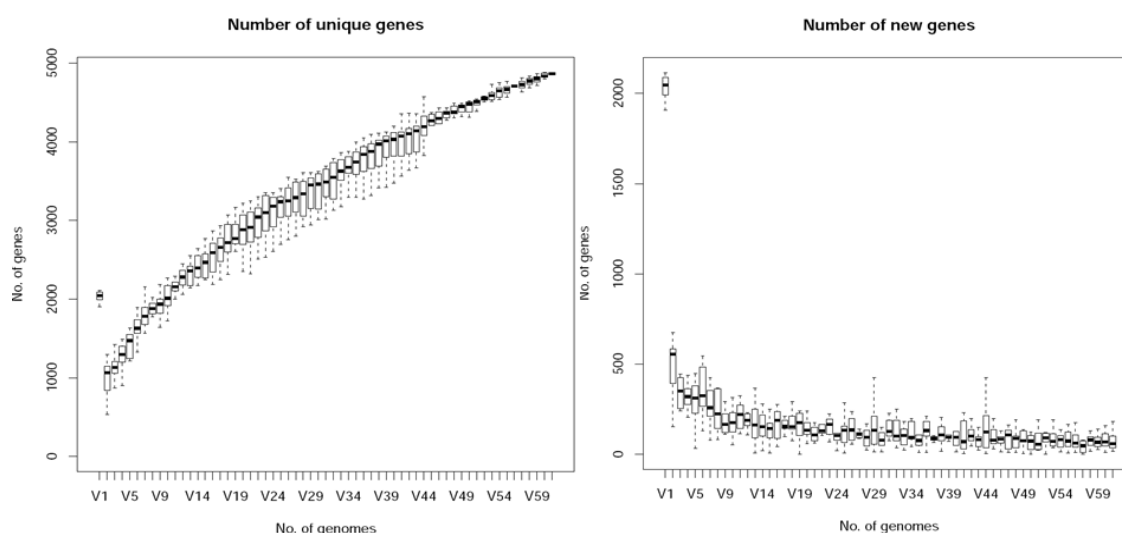 Number of unique genes
No. of genes
5000
4000
3000
2000
1000
0
V1 V5 V9 V14 V19 V24 V29 V34 V39 V44 V49 V54 V59
No. of genomes
Number of new genes
No. of genes
2000
1500
1000
500
0
V1 V5 V9 V14 V19 V24 V29 V34 V39 V44 V49 V54 V59
No. of genomes